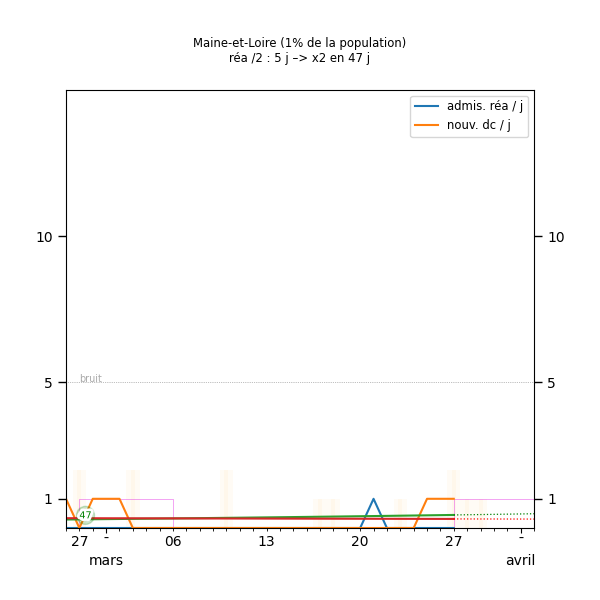 Maine-et-Loire (1% de la population)
réa /2 : 5 j –> x2 en 47 j
admis. réa / j
nouv. dc / j
10 10
bruit
5 5
1 1
47
27 - 06 13 20 27 -
mars avril